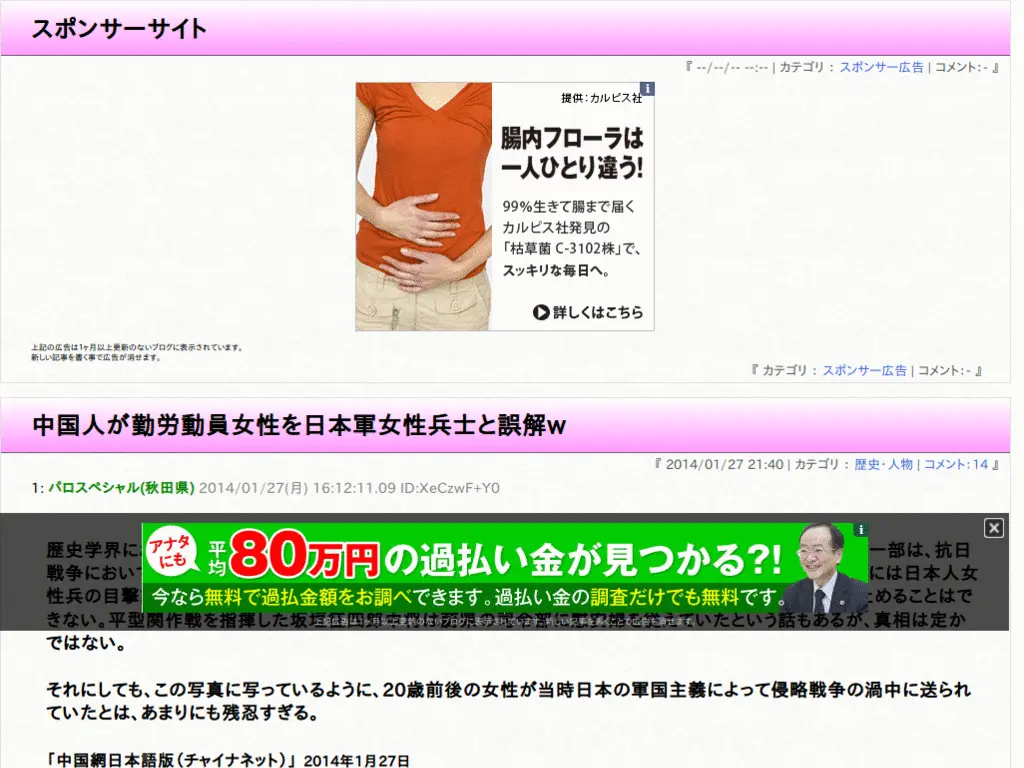 スポンサーサイト
『 --/--/-- --:-- | カテゴリ : スポンサー広告 | コメント:- 』
提供:カルピス社
腸内フローラは
一人ひとり違う!
99%生きて腸まで届く
カルピス社発見の
「枯草菌 C-3102株」で、
スッキリな毎日へ。
詳しくはこちら
上記の広告は1ヶ月以上更新のないブログに表示されています。
新しい記事を書く事で広告が消せます。
『 カテゴリ : スポンサー広告 | コメント:- 』
中国人が勤労動員女性を日本軍女性兵士と誤解w
『 2014/01/27 21:40 | カテゴリ : 歴史・人物 | コメント:14 』
1: パロスペシャル(秋田県) 2014/01/27(月) 16:12:11.09 ID:XeCzwF+Y0
アナタにも
平均80万円の過払い金が見つかる?!
今なら無料で過払金額をお調べできます。過払い金の調査だけでも無料です。
上記広告は1ヶ月以上更新のないブログに表示されています。新しい記事を書くことで広告を消せます。
歴史学界に 一部は、抗日
戦争におい には日本人女
性兵の目撃 とめることはで
きない。平型関作戦を指揮した坂 いたという話もあるが、真相は定か
ではない。
それにしても、この写真に写っているように、20歳前後の女性が当時日本の軍国主義によって侵略戦争の渦中に送られ
ていたとは、あまりにも残忍すぎる。
「中国網日本語版(チャイナネット)」 2014年1月27日